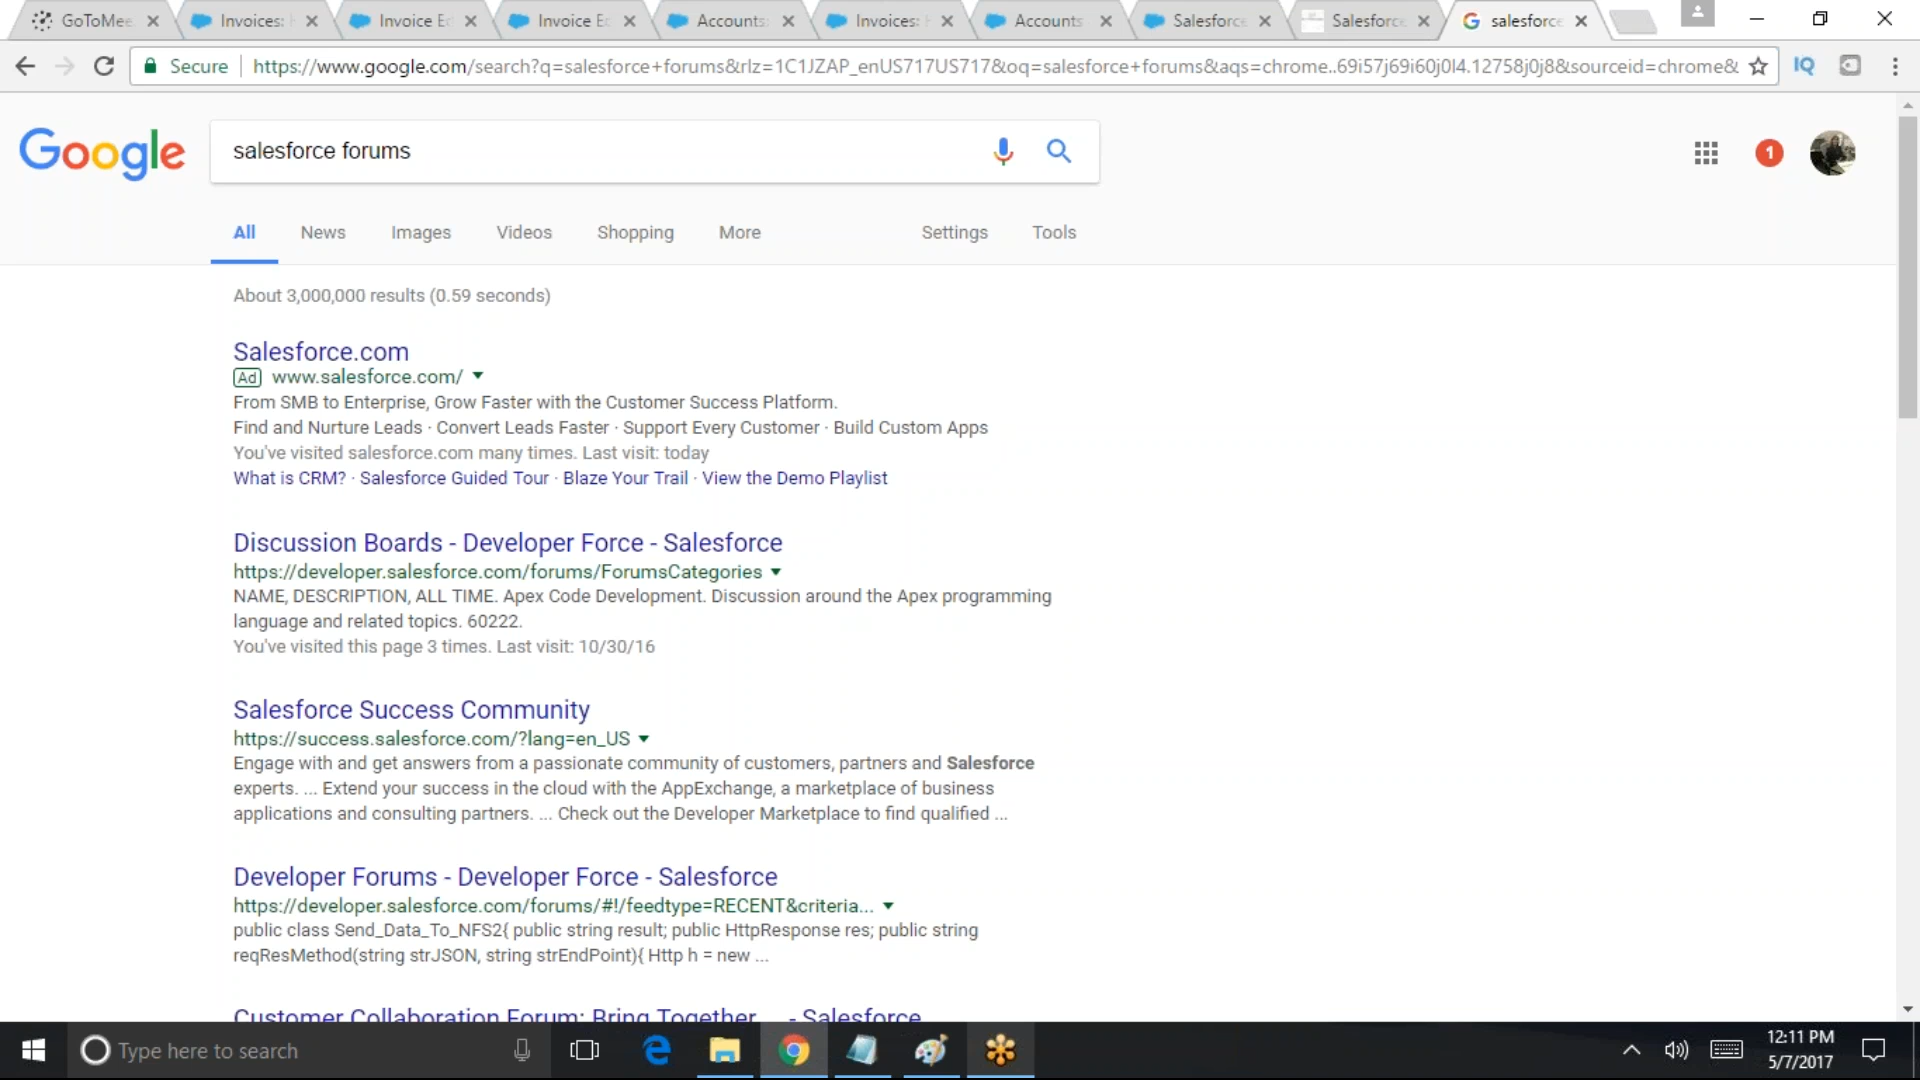 GoToMee
Invoices:
Invoice Ed
Invoice Ed
Accounts:
Invoices:
Accounts
Salesforce
Salesforce
salesforce
Secure
https://www.google.com/search?q=salesforce+forums&rlz=1C1JZAP_enUS717US717&oq=salesforce+forums&aqs=chrome..69i57j69i60j0l4.12758j0j8&sourceid=chrome&
IQ
Google
salesforce forums
1
All News Images Videos Shopping More Settings Tools
About 3,000,000 results (0.59 seconds)
Salesforce.com
Ad www.salesforce.com/
From SMB to Enterprise, Grow Faster with the Customer Success Platform.
Find and Nurture Leads · Convert Leads Faster · Support Every Customer · Build Custom Apps
You've visited salesforce.com many times. Last visit: today
What is CRM? · Salesforce Guided Tour · Blaze Your Trail · View the Demo Playlist
Discussion Boards - Developer Force - Salesforce
https://developer.salesforce.com/forums/ForumsCategories
NAME, DESCRIPTION, ALL TIME. Apex Code Development. Discussion around the Apex programming
language and related topics. 60222.
You've visited this page 3 times. Last visit: 10/30/16
Salesforce Success Community
https://success.salesforce.com/?lang=en_US
Engage with and get answers from a passionate community of customers, partners and Salesforce
experts. ... Extend your success in the cloud with the AppExchange, a marketplace of business
applications and consulting partners. ... Check out the Developer Marketplace to find qualified ...
Developer Forums - Developer Force - Salesforce
https://developer.salesforce.com/forums/#!/feedtype=RECENT&criteria...
public class Send_Data_To_NFS2{ public string result; public HttpResponse res; public string
reqResMethod(string strJSON, string strEndPoint){ Http h = new ...
Customer Collaboration Forum: Bring Together ... - Salesforce
Type here to search
12:11 PM
5/7/2017